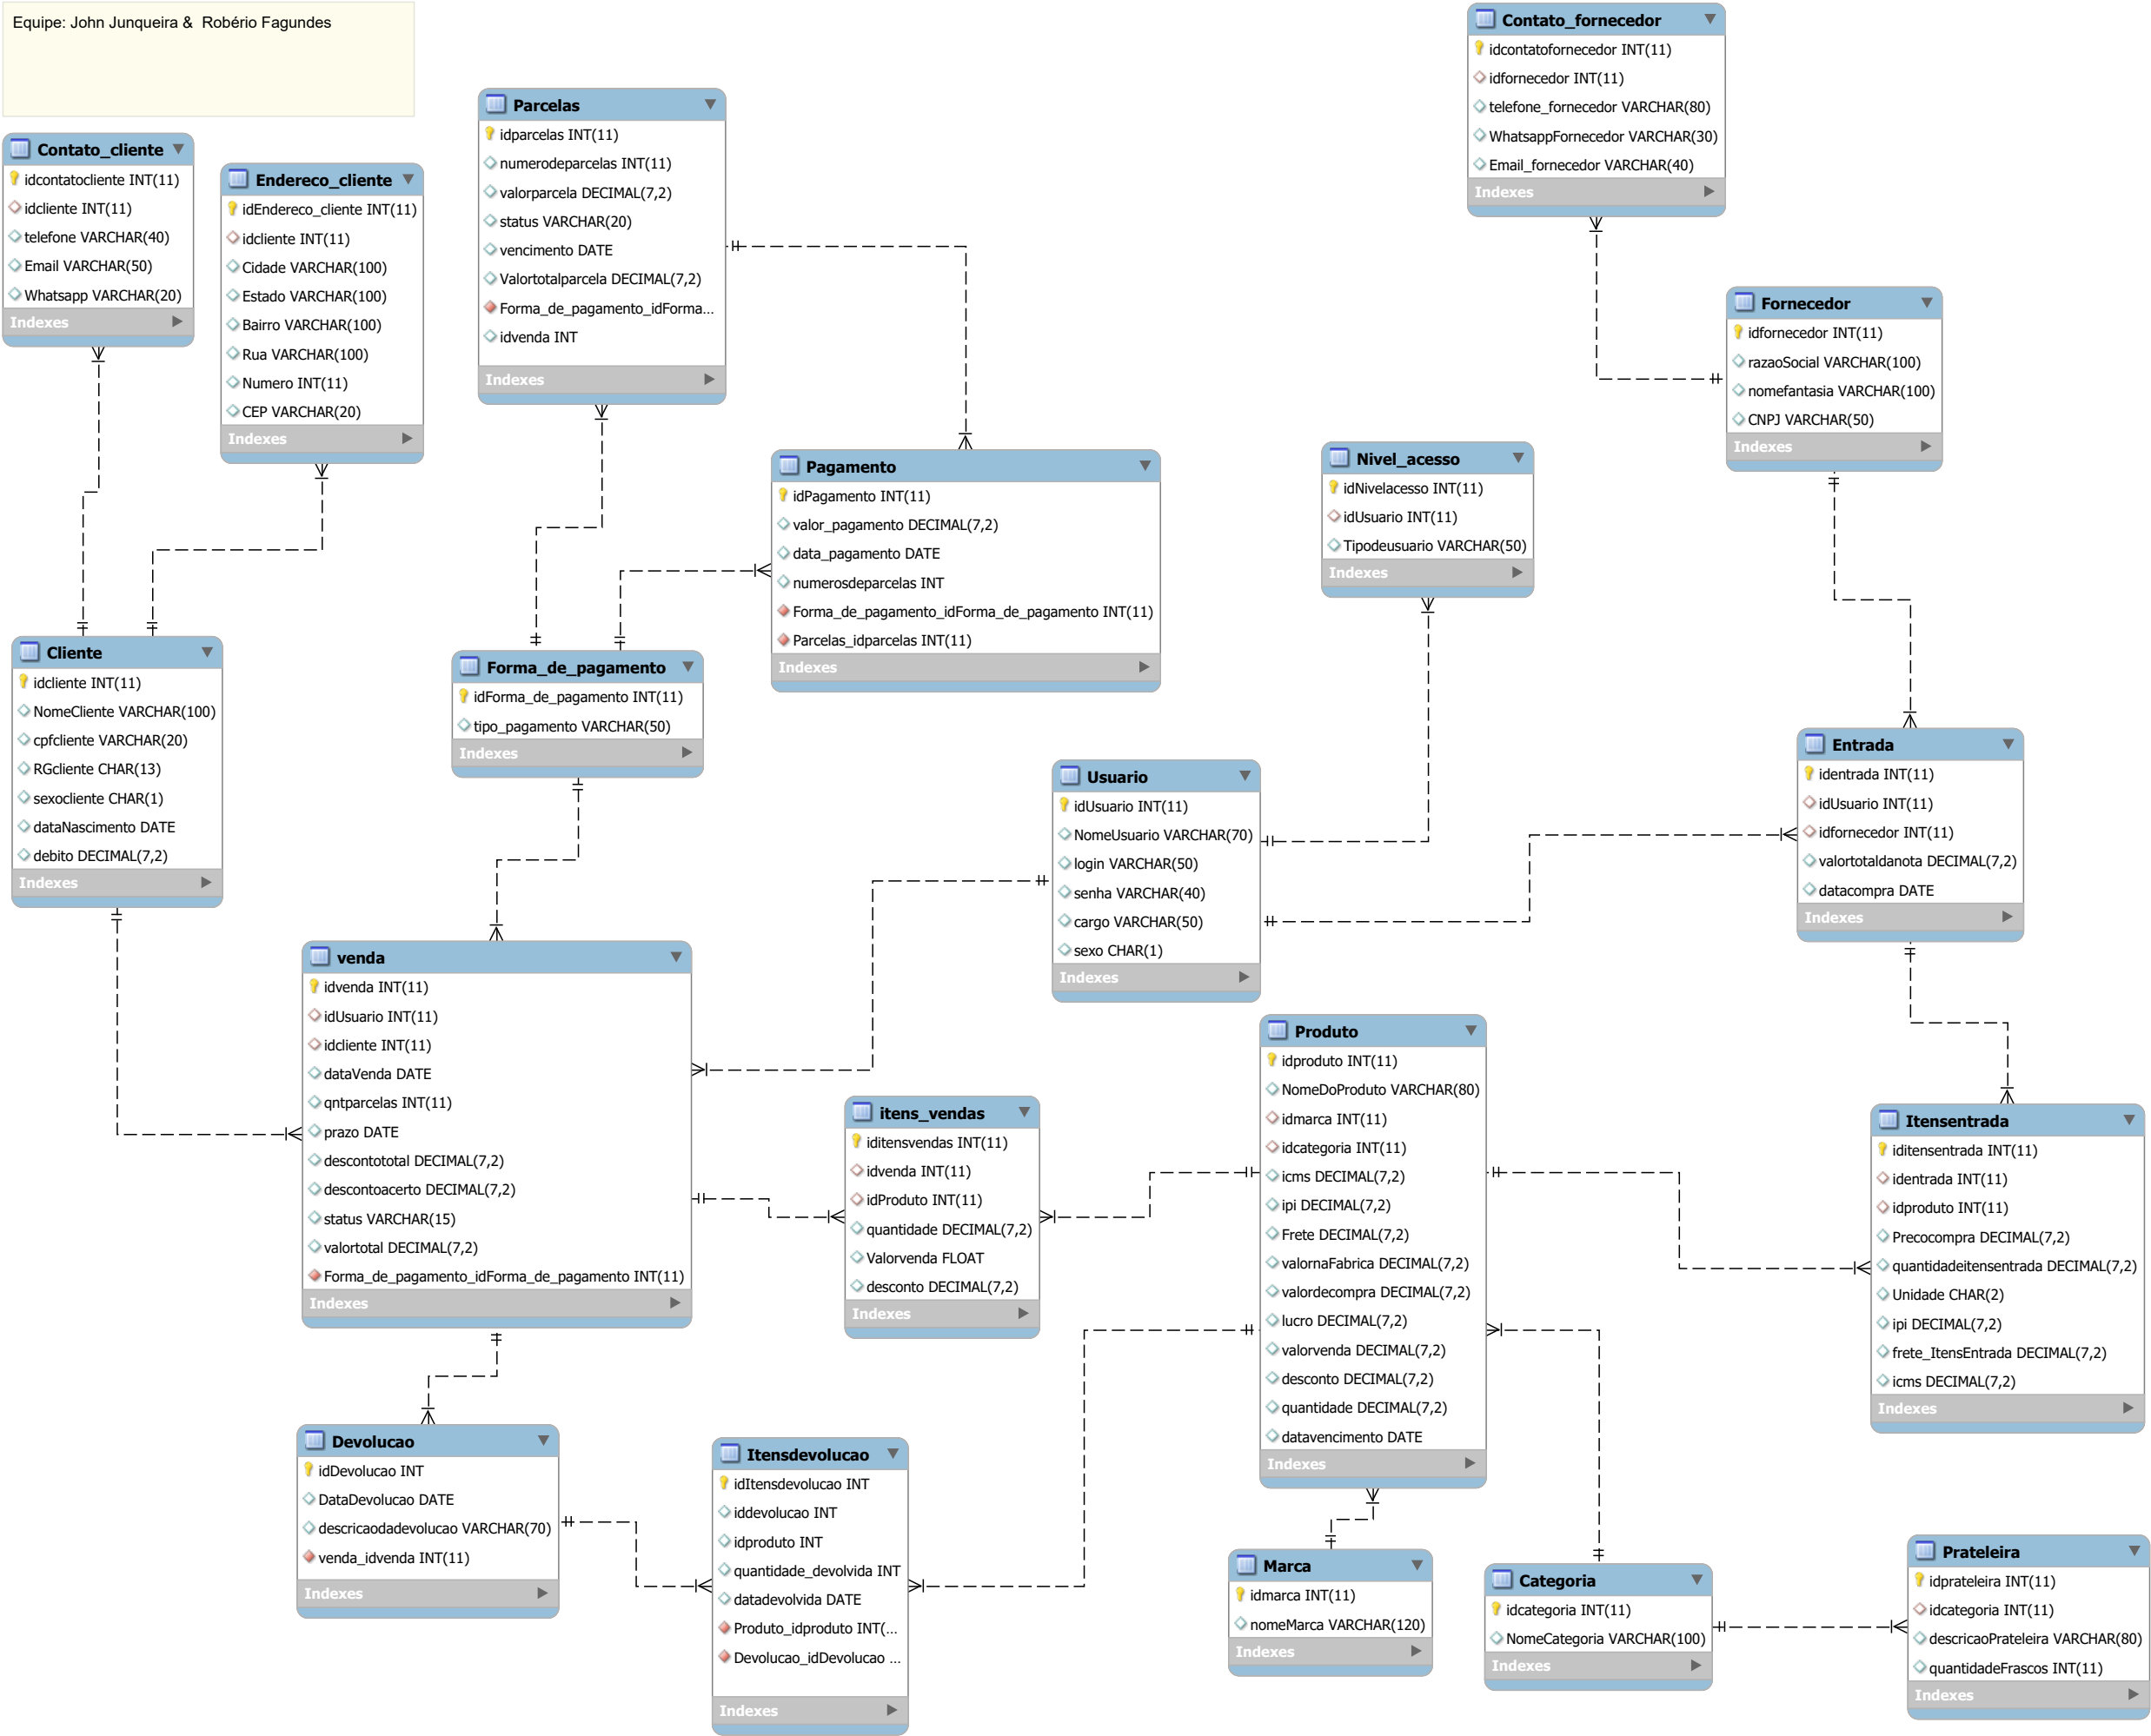 Equipe: John Junqueira & Robério Fagundes
Contato_cliente
idcontatocliente INT(11)
idcliente INT(11)
telefone VARCHAR(40)
Email VARCHAR(50)
Whatsapp VARCHAR(20)
Indexes
Endereco_cliente
idEndereco_cliente INT(11)
idcliente INT(11)
Cidade VARCHAR(100)
Estado VARCHAR(100)
Bairro VARCHAR(100)
Rua VARCHAR(100)
Numero INT(11)
CEP VARCHAR(20)
Indexes
Parcelas
idparcelas INT(11)
numerodeparcelas INT(11)
valorparcela DECIMAL(7,2)
status VARCHAR(20)
vencimento DATE
Valortotalparcela DECIMAL(7,2)
Forma_de_pagamento_idForma...
idvenda INT
Indexes
Contato_fornecedor
idcontatofornecedor INT(11)
idfornecedor INT(11)
telefone_fornecedor VARCHAR(80)
WhatsappFornecedor VARCHAR(30)
Email_fornecedor VARCHAR(40)
Indexes
Fornecedor
idfornecedor INT(11)
razaoSocial VARCHAR(100)
nomefantasia VARCHAR(100)
CNPJ VARCHAR(50)
Indexes
Pagamento
idPagamento INT(11)
valor_pagamento DECIMAL(7,2)
data_pagamento DATE
numerosdeparcelas INT
Forma_de_pagamento_idForma_de_pagamento INT(11)
Parcelas_idparcelas INT(11)
Indexes
Nivel_acesso
idNivelacesso INT(11)
idUsuario INT(11)
Tipodeusuario VARCHAR(50)
Indexes
Cliente
idcliente INT(11)
NomeCliente VARCHAR(100)
cpfcliente VARCHAR(20)
RGcliente CHAR(13)
sexocliente CHAR(1)
dataNascimento DATE
debito DECIMAL(7,2)
Indexes
Forma_de_pagamento
idForma_de_pagamento INT(11)
tipo_pagamento VARCHAR(50)
Indexes
Usuario
idUsuario INT(11)
NomeUsuario VARCHAR(70)
login VARCHAR(50)
senha VARCHAR(40)
cargo VARCHAR(50)
sexo CHAR(1)
Indexes
Entrada
identrada INT(11)
idUsuario INT(11)
idfornecedor INT(11)
valortotaldanota DECIMAL(7,2)
datacompra DATE
Indexes
venda
idvenda INT(11)
idUsuario INT(11)
idcliente INT(11)
dataVenda DATE
qntparcelas INT(11)
prazo DATE
descontototal DECIMAL(7,2)
descontoacerto DECIMAL(7,2)
status VARCHAR(15)
valortotal DECIMAL(7,2)
Forma_de_pagamento_idForma_de_pagamento INT(11)
Indexes
itens_vendas
iditensvendas INT(11)
idvenda INT(11)
idProduto INT(11)
quantidade DECIMAL(7,2)
Valorvenda FLOAT
desconto DECIMAL(7,2)
Indexes
Produto
idproduto INT(11)
NomeDoProduto VARCHAR(80)
idmarca INT(11)
idcategoria INT(11)
icms DECIMAL(7,2)
ipi DECIMAL(7,2)
Frete DECIMAL(7,2)
valornaFabrica DECIMAL(7,2)
valordecompra DECIMAL(7,2)
lucro DECIMAL(7,2)
valorvenda DECIMAL(7,2)
desconto DECIMAL(7,2)
quantidade DECIMAL(7,2)
datavencimento DATE
Indexes
Itensentrada
iditensentrada INT(11)
identrada INT(11)
idproduto INT(11)
Precocompra DECIMAL(7,2)
quantidadeitensentrada DECIMAL(7,2)
Unidade CHAR(2)
ipi DECIMAL(7,2)
frete_ItensEntrada DECIMAL(7,2)
icms DECIMAL(7,2)
Indexes
Devolucao
idDevolucao INT
DataDevolucao DATE
descricaodadevolucao VARCHAR(70)
venda_idvenda INT(11)
Indexes
Itensdevolucao
idItensdevolucao INT
iddevolucao INT
idproduto INT
quantidade_devolvida INT
datadevolvida DATE
Produto_idproduto INT(...
Devolucao_idDevolucao ...
Indexes
Marca
idmarca INT(11)
nomeMarca VARCHAR(120)
Indexes
Categoria
idcategoria INT(11)
NomeCategoria VARCHAR(100)
Indexes
Prateleira
idprateleira INT(11)
idcategoria INT(11)
descricaoPrateleira VARCHAR(80)
quantidadeFrascos INT(11)
Indexes